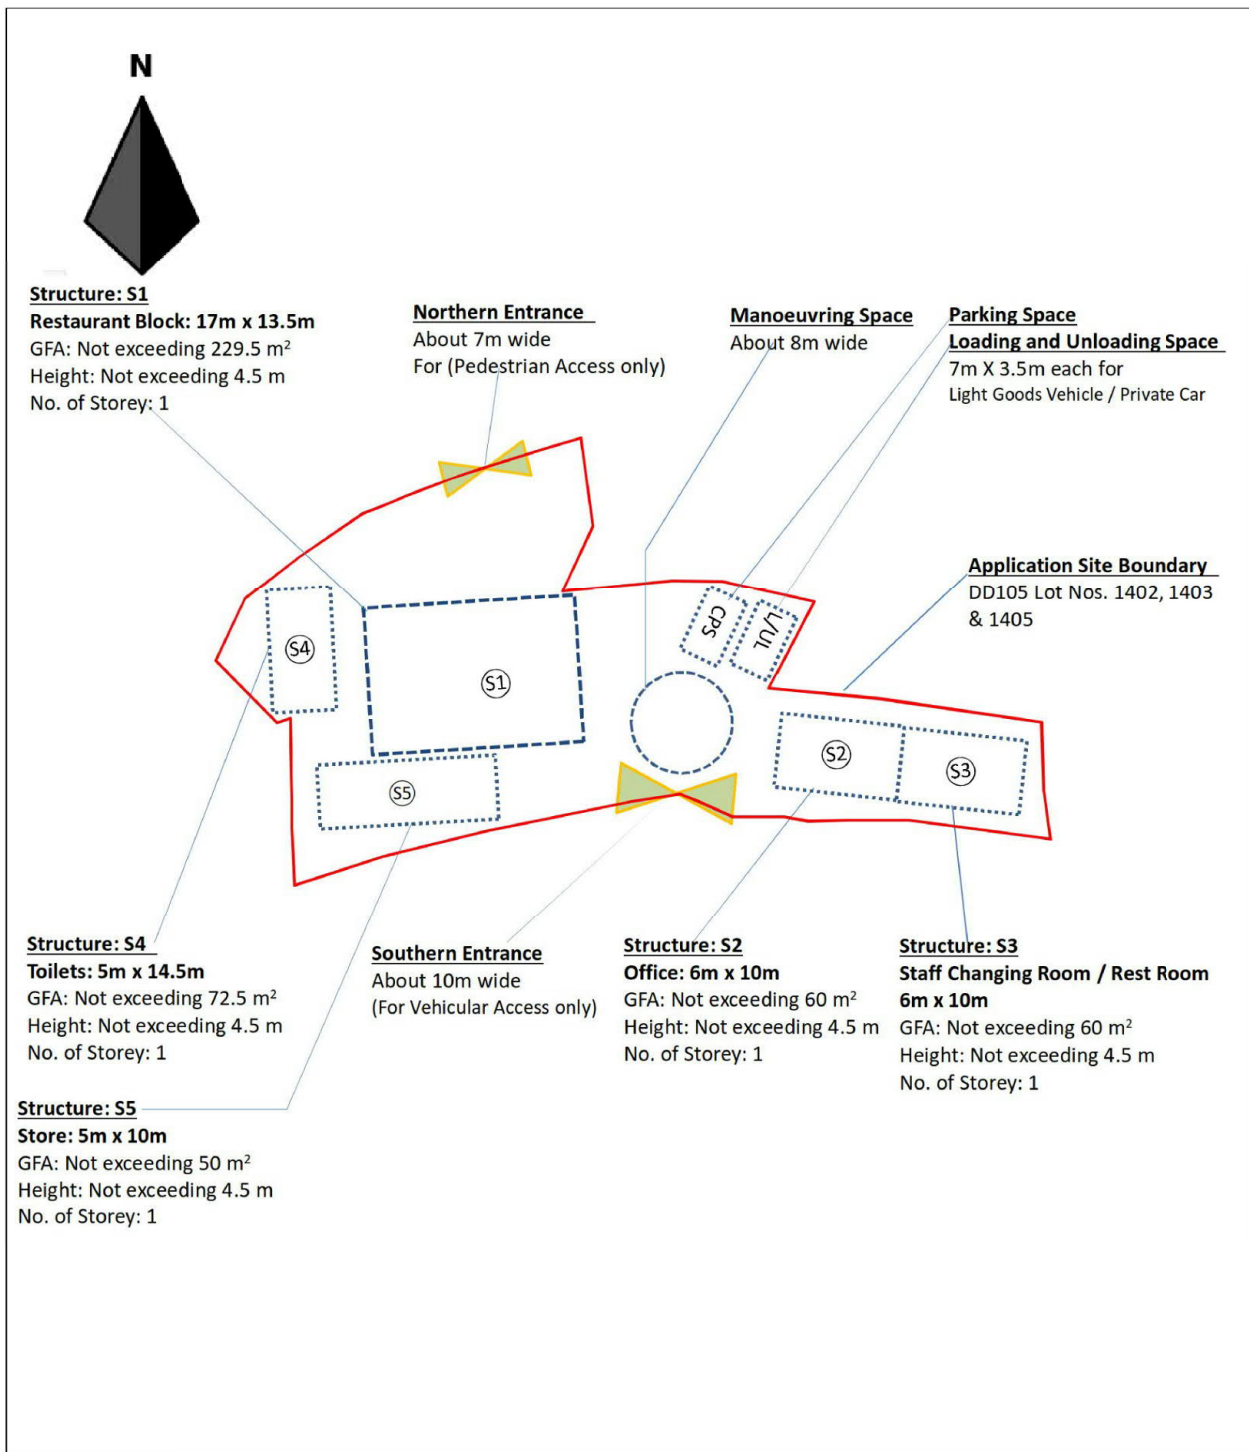 N
Structure: S1
Restaurant Block: 17m x 13.5m
GFA: Not exceeding 229.5 m²
Height: Not exceeding 4.5 m
No. of Storey: 1
Northern Entrance
About 7m wide
For (Pedestrian Access only)
Manoeuvring Space
About 8m wide
Parking Space
Loading and Unloading Space
7m X 3.5m each for
Light Goods Vehicle / Private Car
Application Site Boundary
DD105 Lot Nos. 1402, 1403
& 1405
CPS
L/UL
S4
S1
S2
S3
S5
Structure: S4
Toilets: 5m x 14.5m
GFA: Not exceeding 72.5 m²
Height: Not exceeding 4.5 m
No. of Storey: 1
Southern Entrance
About 10m wide
(For Vehicular Access only)
Structure: S2
Office: 6m x 10m
GFA: Not exceeding 60 m²
Height: Not exceeding 4.5 m
No. of Storey: 1
Structure: S3
Staff Changing Room / Rest Room
6m x 10m
GFA: Not exceeding 60 m²
Height: Not exceeding 4.5 m
No. of Storey: 1
Structure: S5
Store: 5m x 10m
GFA: Not exceeding 50 m²
Height: Not exceeding 4.5 m
No. of Storey: 1